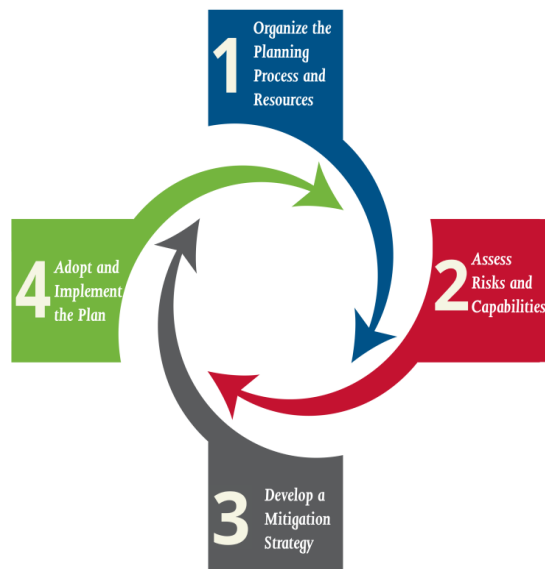 1
Organize the
Planning
Process and
Resources
2
Assess
Risks and
Capabilities
3
Develop a
Mitigation
Strategy
4
Adopt and
Implement
the Plan